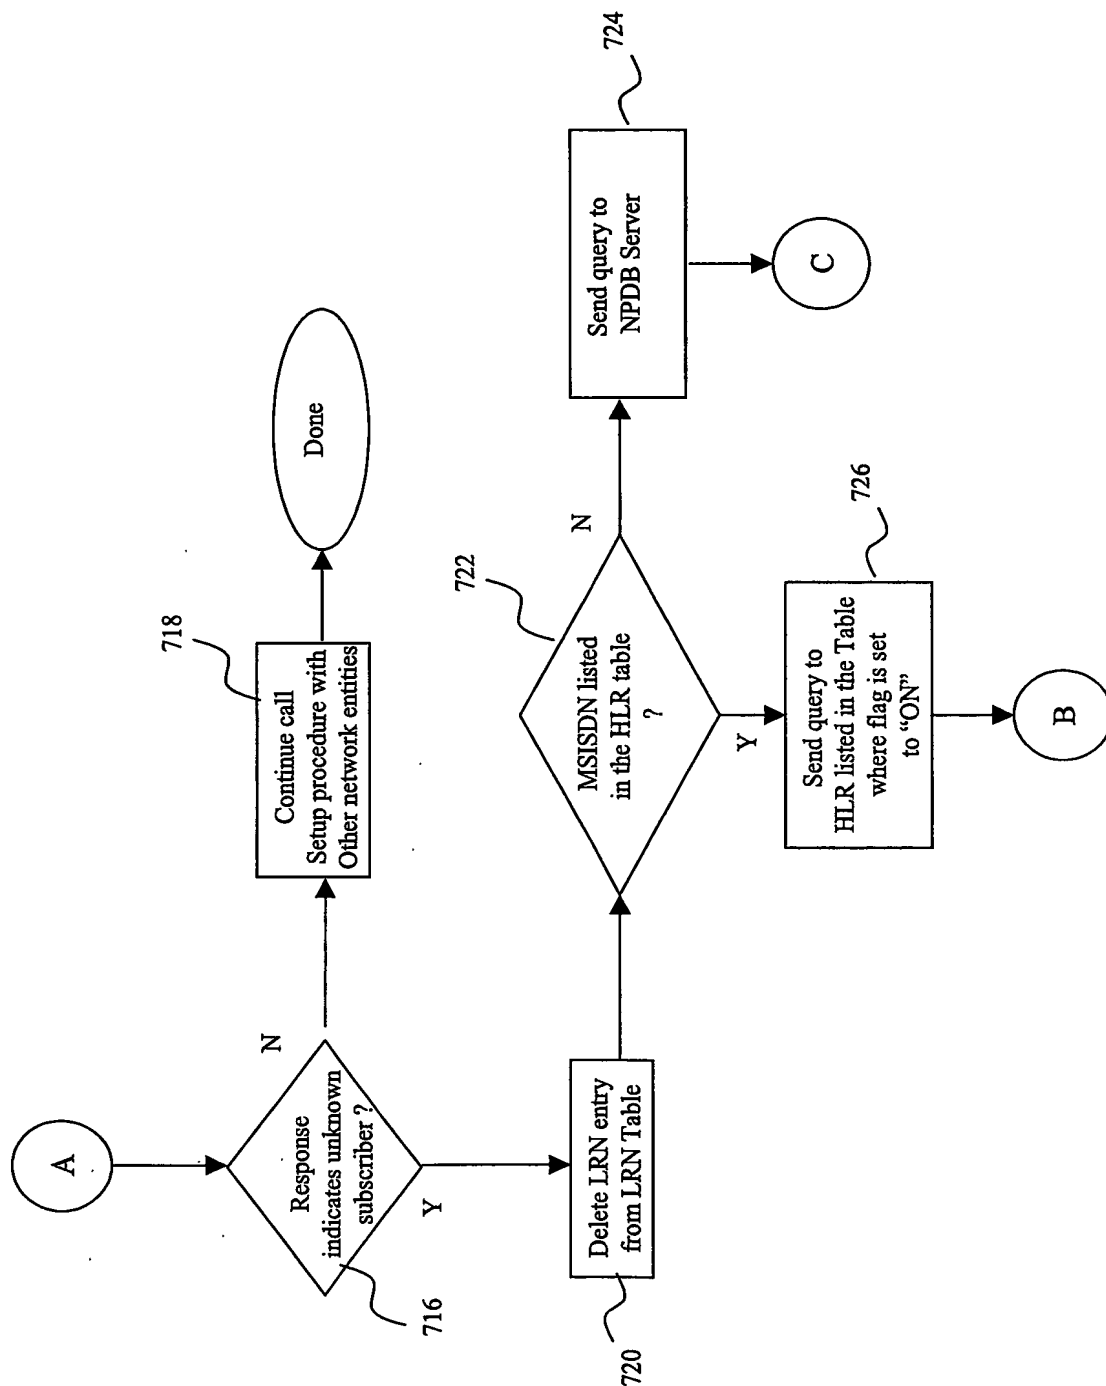 A
Response
indicates unknown
subscriber ?
716
N
Y
Continue call
Setup procedure with
Other network entities
718
Done
Delete LRN entry
from LRN Table
720
MSISDN listed
in the HLR table
?
722
N
Y
Send query to
NPDB Server
724
C
Send query to
HLR listed in the Table
where flag is set
to “ON”
726
B